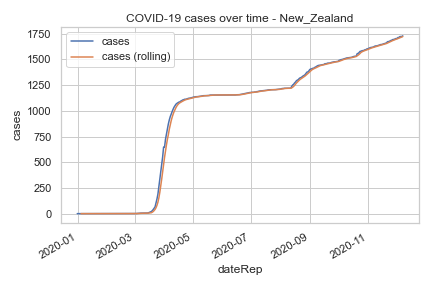 COVID-19 cases over time - New_Zealand
cases
cases (rolling)
1750
1500
1250
1000
750
500
250
0
cases
2020-01
2020-03
2020-05
2020-07
2020-09
2020-11
dateRep